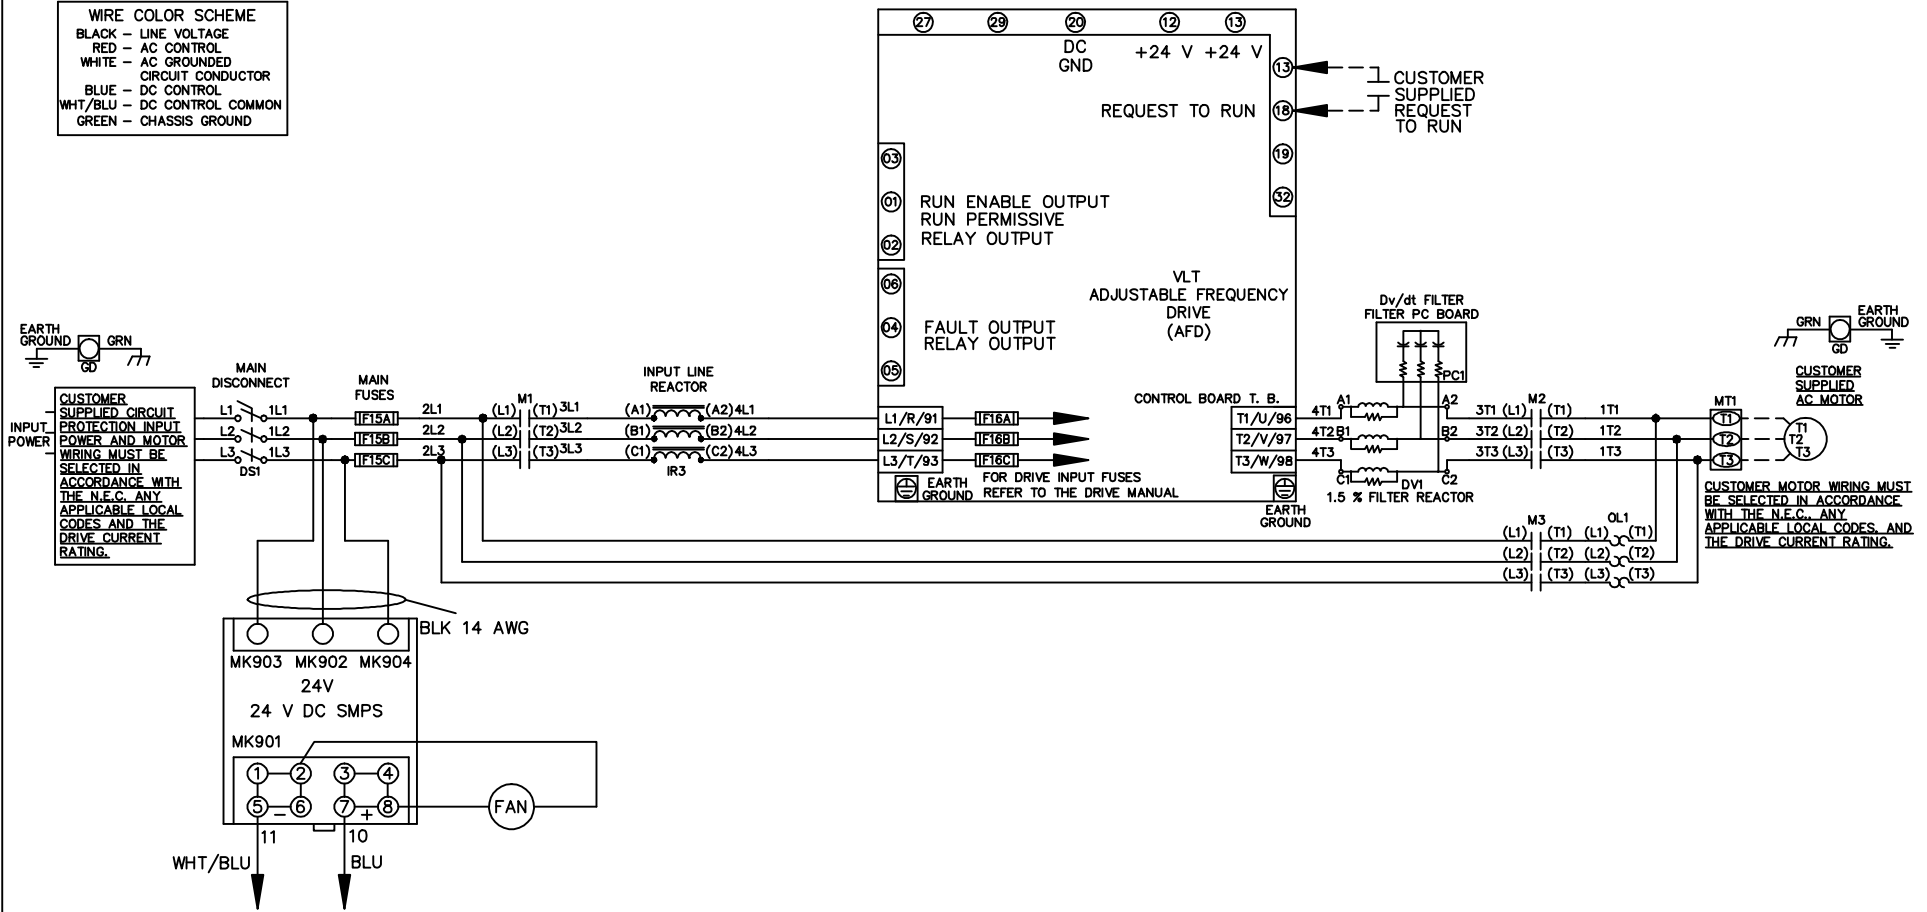 WIRE COLOR SCHEME
BLACK – LINE VOLTAGE
RED – AC CONTROL
WHITE – AC GROUNDED
CIRCUIT CONDUCTOR
BLUE – DC CONTROL
WHT/BLU – DC CONTROL COMMON
GREEN – CHASSIS GROUND
27 29 20 12 13
DC
GND
+24 V +24 V
13
CUSTOMER
SUPPLIED
REQUEST
TO RUN
REQUEST TO RUN
18
19
32
03
01
02
RUN ENABLE OUTPUT
RUN PERMISSIVE
RELAY OUTPUT
06
04
05
FAULT OUTPUT
RELAY OUTPUT
VLT
ADJUSTABLE FREQUENCY
DRIVE
(AFD)
Dv/dt FILTER
FILTER PC BOARD
PC1
EARTH
GROUND
GRN
GD
GRN
EARTH
GROUND
GD
INPUT
POWER
CUSTOMER
SUPPLIED CIRCUIT
PROTECTION INPUT
POWER AND MOTOR
WIRING MUST BE
SELECTED IN
ACCORDANCE WITH
THE N.E.C. ANY
APPLICABLE LOCAL
CODES AND THE
DRIVE CURRENT
RATING.
MAIN
DISCONNECT
L1 1L1
L2 1L2
L3 1L3
DS1
MAIN
FUSES
F15A
F15B
F15C
2L1
2L2
2L3
M1
(L1) (T1) 3L1
(L2) (T2) 3L2
(L3) (T3) 3L3
INPUT LINE
REACTOR
(A1) (A2) 4L1
(B1) (B2) 4L2
(C1) (C2) 4L3
IR3
L1/R/91
L2/S/92
L3/T/93
F16A
F16B
F16C
EARTH
GROUND
FOR DRIVE INPUT FUSES
REFER TO THE DRIVE MANUAL
CONTROL BOARD T. B.
T1/U/96
T2/V/97
T3/W/98
EARTH
GROUND
4T1 A1 A2
4T2 B1 B2
4T3 C1 C2
DV1
1.5 % FILTER REACTOR
M2
3T1 (L1) (T1) 1T1
3T2 (L2) (T2) 1T2
3T3 (L3) (T3) 1T3
MT1
T1
T2
T3
CUSTOMER
SUPPLIED
AC MOTOR
T1
T2
T3
CUSTOMER MOTOR WIRING MUST
BE SELECTED IN ACCORDANCE
WITH THE N.E.C., ANY
APPLICABLE LOCAL CODES, AND
THE DRIVE CURRENT RATING.
M3 OL1
(L1) (T1) (L1) (T1)
(L2) (T2) (L2) (T2)
(L3) (T3) (L3) (T3)
BLK 14 AWG
MK903 MK902 MK904
24V
24 V DC SMPS
MK901
1 2 3 4
5 6 7 8
– +
FAN
11 10
WHT/BLU BLU